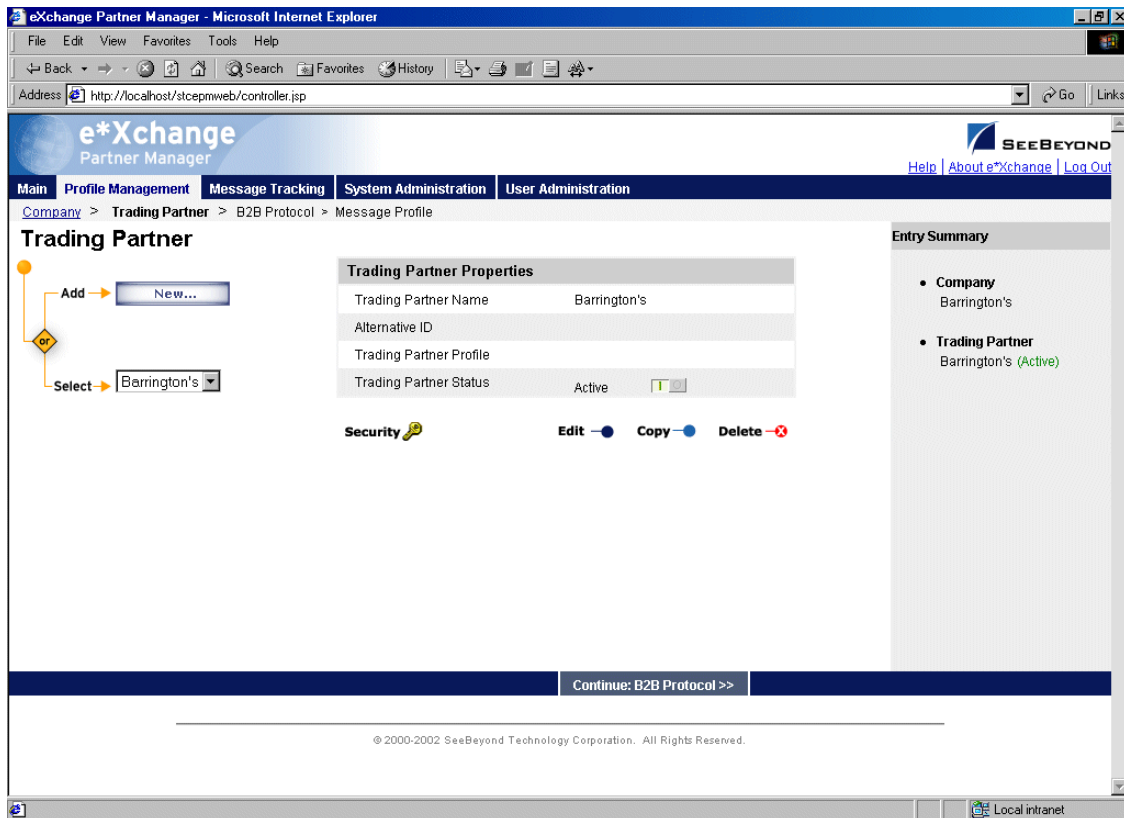 eXchange Partner Manager - Microsoft Internet Explorer
File Edit View Favorites Tools Help
Back Search Favorites History
Address http://localhost/stcepmweb/controller.jsp Go Links
e*Xchange
Partner Manager
SEEBEYOND
Help | About e*Xchange | Log Out
Main Profile Management Message Tracking System Administration User Administration
Company > Trading Partner > B2B Protocol > Message Profile
Trading Partner
Add New...
or
Select Barrington's
Trading Partner Properties
Trading Partner Name Barrington's
Alternative ID
Trading Partner Profile
Trading Partner Status Active
Security Edit Copy Delete
Entry Summary
• Company
Barrington's
• Trading Partner
Barrington's (Active)
Continue: B2B Protocol >>
© 2000-2002 SeeBeyond Technology Corporation. All Rights Reserved.
Local intranet